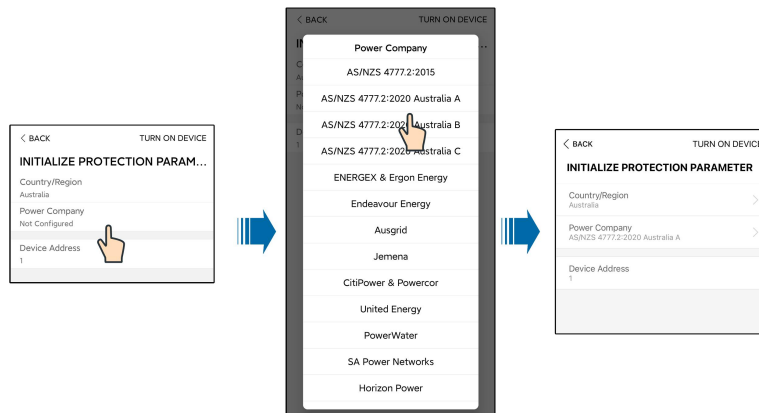 BACK TURN ON DEVICE
INITIALIZE PROTECTION PARAM...
Country/Region
Australia
Power Company
Not Configured
Device Address
1
BACK TURN ON DEVICE
Power Company
AS/NZS 4777.2:2015
AS/NZS 4777.2:2020 Australia A
AS/NZS 4777.2:2020 Australia B
AS/NZS 4777.2:2020 Australia C
ENERGEX & Ergon Energy
Endeavour Energy
Ausgrid
Jemena
CitiPower & Powercor
United Energy
PowerWater
SA Power Networks
Horizon Power
BACK TURN ON DEVICE
INITIALIZE PROTECTION PARAMETER
Country/Region
Australia
Power Company
AS/NZS 4777.2:2020 Australia A
Device Address
1